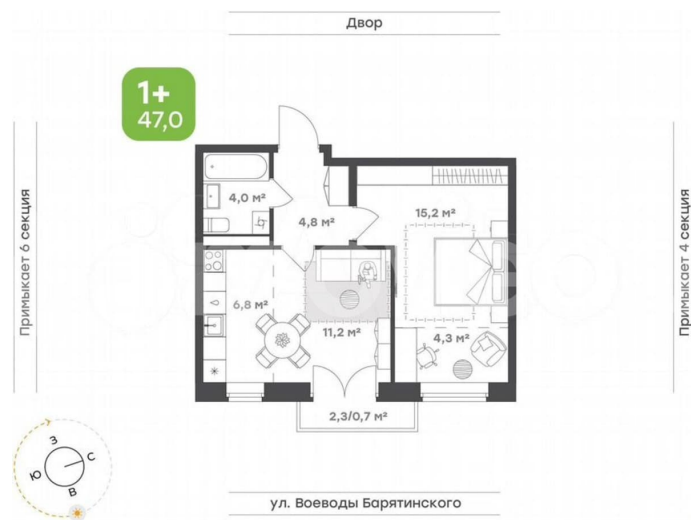 Двор
1+
47,0
4,0 м²
4,8 м²
15,2 м²
6,8 м²
11,2 м²
4,3 м²
2,3/0,7 м²
Примыкает 6 секция
Примыкает 4 секция
З
С
Ю
В
ул. Воеводы Барятинского